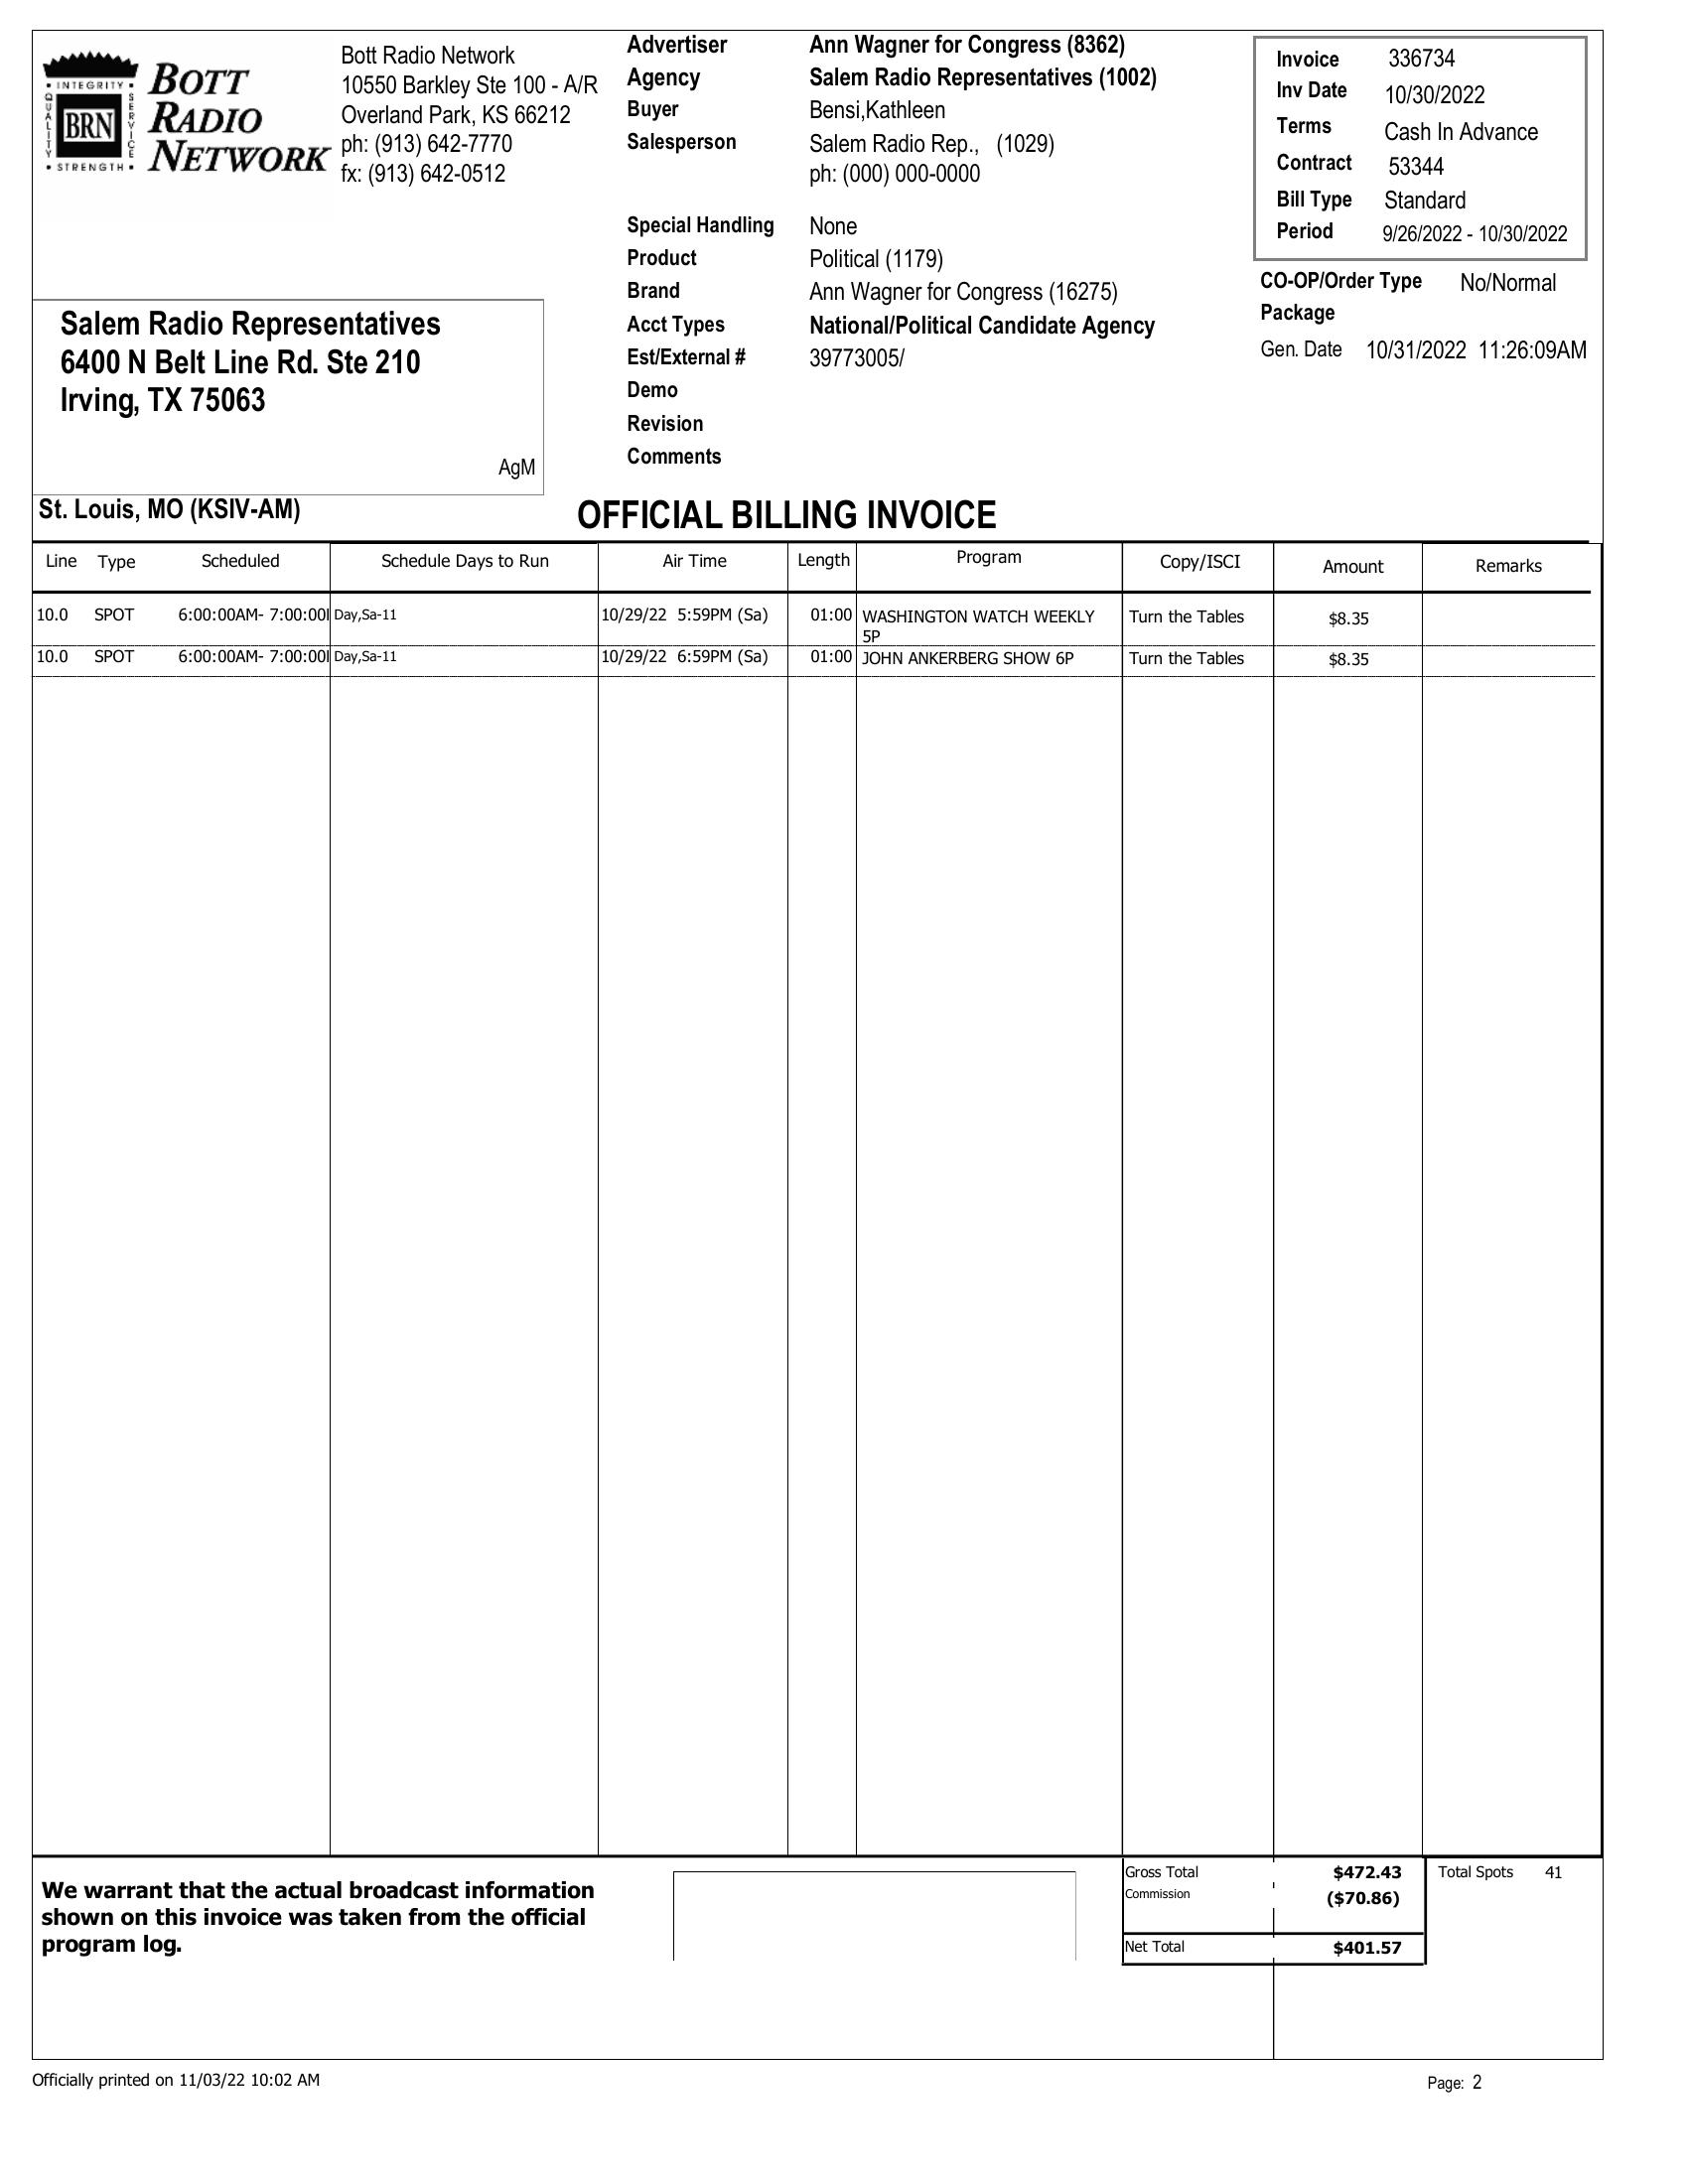 INTEGRITY
QUALITY
SERVICE
STRENGTH
BRN
BOTT
RADIO
NETWORK
Bott Radio Network
10550 Barkley Ste 100 - A/R
Overland Park, KS 66212
ph: (913) 642-7770
fx: (913) 642-0512
Advertiser Ann Wagner for Congress (8362)
Agency Salem Radio Representatives (1002)
Buyer Bensi,Kathleen
Salesperson Salem Radio Rep., (1029)
ph: (000) 000-0000
Special Handling None
Product Political (1179)
Brand Ann Wagner for Congress (16275)
Acct Types National/Political Candidate Agency
Est/External # 39773005/
Demo
Revision
Comments
Invoice 336734
Inv Date 10/30/2022
Terms Cash In Advance
Contract 53344
Bill Type Standard
Period 9/26/2022 - 10/30/2022
CO-OP/Order Type No/Normal
Package
Gen. Date 10/31/2022 11:26:09AM
Salem Radio Representatives
6400 N Belt Line Rd. Ste 210
Irving, TX 75063
AgM
St. Louis, MO (KSIV-AM)
OFFICIAL BILLING INVOICE
Line Type Scheduled Schedule Days to Run Air Time Length Program Copy/ISCI Amount Remarks
10.0 SPOT 6:00:00AM- 7:00:00 Day,Sa-11 10/29/22 5:59PM (Sa) 01:00 WASHINGTON WATCH WEEKLY Turn the Tables $8.35
5P
10.0 SPOT 6:00:00AM- 7:00:00 Day,Sa-11 10/29/22 6:59PM (Sa) 01:00 JOHN ANKERBERG SHOW 6P Turn the Tables $8.35
We warrant that the actual broadcast information
shown on this invoice was taken from the official
program log.
Gross Total $472.43 Total Spots 41
Commission ($70.86)
Net Total $401.57
Officially printed on 11/03/22 10:02 AM
Page: 2